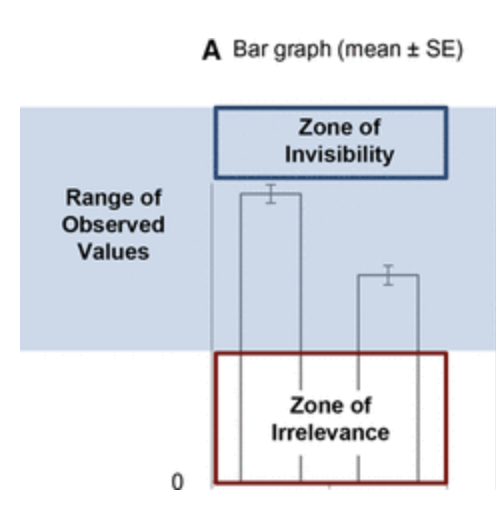 A Bar graph (mean ± SE)
Zone of
Invisibility
Range of
Observed
Values
Zone of
Irrelevance
0